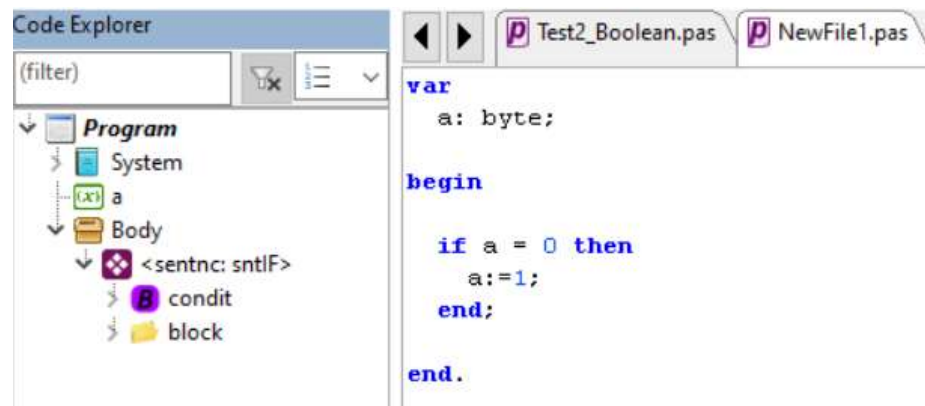 Code Explorer
(filter)
Program
System
a
Body
<sentnc: sntIF>
condit
block
Test2_Boolean.pas
NewFile1.pas
var
a: byte;
begin
if a = 0 then
a:=1;
end;
end.